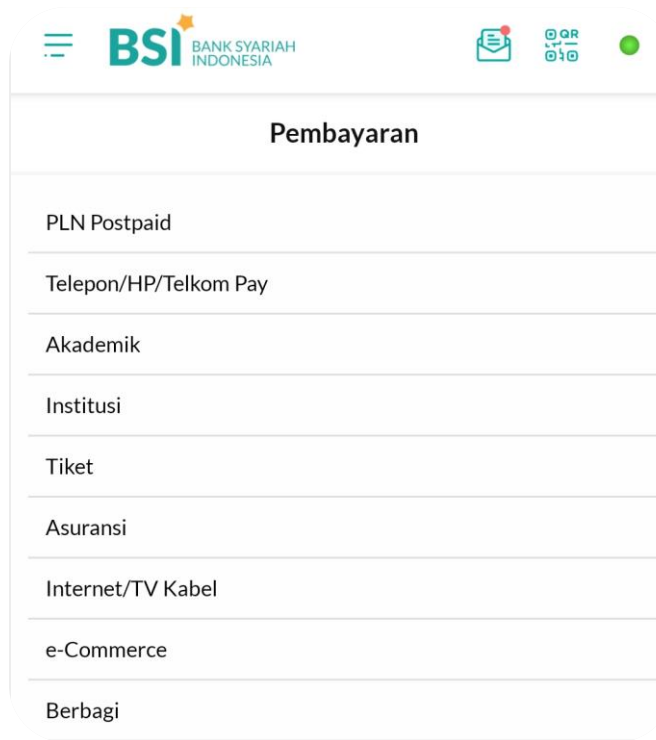 BSI BANK SYARIAH
INDONESIA
QR
Pembayaran
PLN Postpaid
Telepon/HP/Telkom Pay
Akademik
Institusi
Tiket
Asuransi
Internet/TV Kabel
e-Commerce
Berbagi